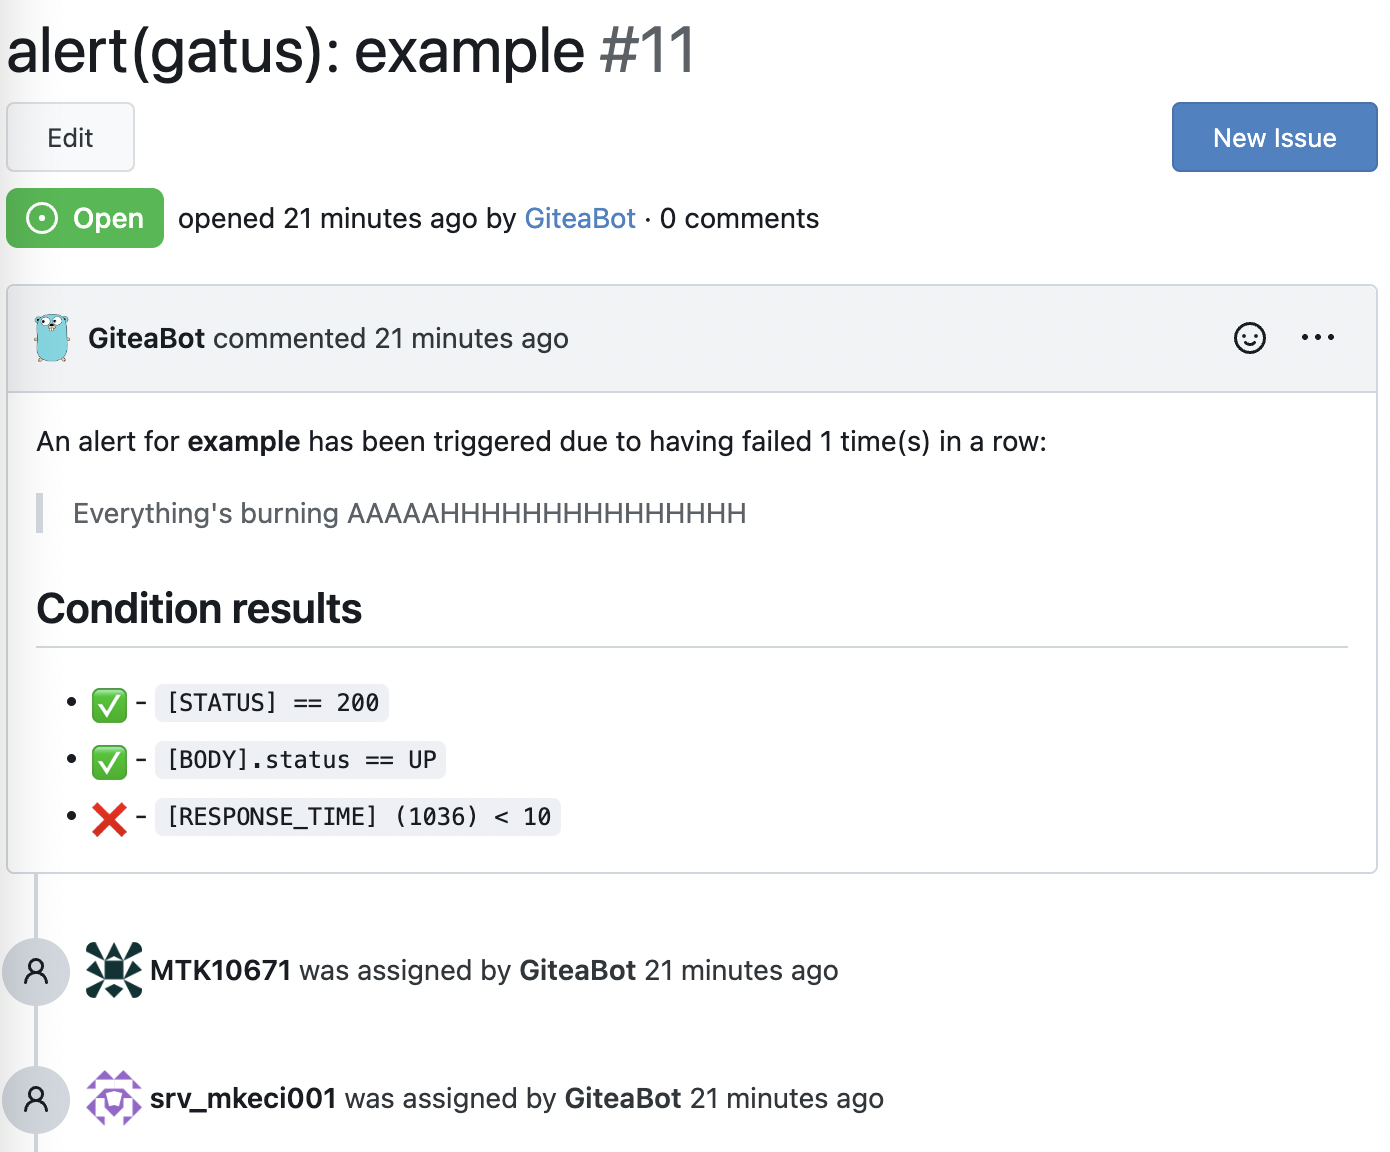 alert(gatus): example #11
Edit
New Issue
Open opened 21 minutes ago by GiteaBot · 0 comments
GiteaBot commented 21 minutes ago
An alert for example has been triggered due to having failed 1 time(s) in a row:
Everything's burning AAAAAHHHHHHHHHHHHHHH
Condition results
- [STATUS] == 200
- [BODY].status == UP
- [RESPONSE_TIME] (1036) < 10
MTK10671 was assigned by GiteaBot 21 minutes ago
srv_mkeci001 was assigned by GiteaBot 21 minutes ago